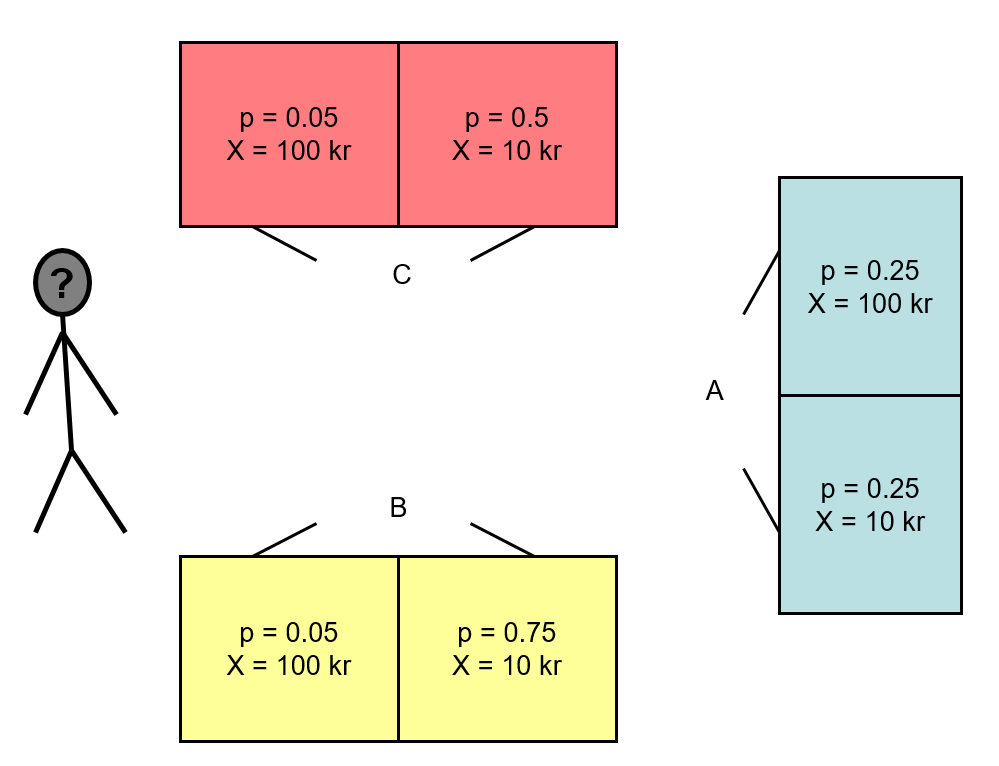 p = 0.05
X = 100 kr
p = 0.5
X = 10 kr
C
?
p = 0.25
X = 100 kr
A
p = 0.25
X = 10 kr
B
p = 0.05
X = 100 kr
p = 0.75
X = 10 kr